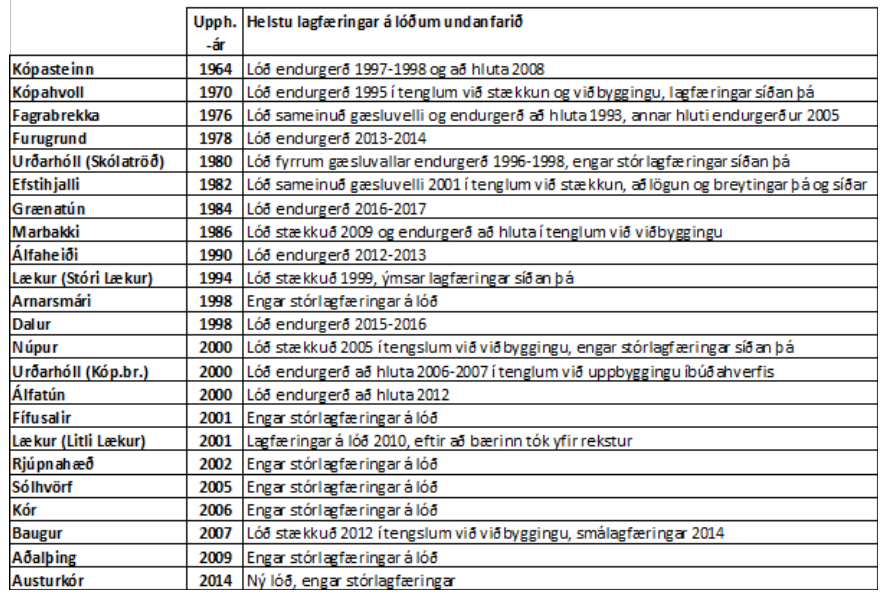 Upph. Helstu lagfæringar á lóðum undanfarið
-ár
Kópasteinn 1964 Lóð endurgerð 1997-1998 og að hluta 2008
Kópahvoll 1970 Lóð endurgerð 1995 í tenglum við stækkun og viðbyggingu, lagfæringar síðan þá
Fagrabrekka 1976 Lóð sameinuð gæsluvelli og endurgerð að hluta 1993, annar hluti endurgerður 2005
Furugrund 1978 Lóð endurgerð 2013-2014
Urðarhóll (Skólatröð) 1980 Lóð fyrrum gæsluvallar endurgerð 1996-1998, engar stórlagfæringar síðan þá
Efstihjalli 1982 Lóð sameinuð gæsluvelli 2001 í tenglum við stækkun, aðlögun og breytingar þá og síðar
Grænatún 1984 Lóð endurgerð 2016-2017
Marbakki 1986 Lóð stækkuð 2009 og endurgerð að hluta í tenglum við viðbyggingu
Álfaheiði 1990 Lóð endurgerð 2012-2013
Lækur (Stóri Lækur) 1994 Lóð stækkuð 1999, ýmsar lagfæringar síðan þá
Arnarsmári 1998 Engar stórlagfæringar á lóð
Dalur 1998 Lóð endurgerð 2015-2016
Núpur 2000 Lóð stækkuð 2005 í tengslum við viðbyggingu, engar stórlagfæringar síðan þá
Urðarhóll (Kóp.br.) 2000 Lóð endurgerð að hluta 2006-2007 í tenglum við uppbyggingu íbúðahverfis
Álfatún 2000 Lóð endurgerð að hluta 2012
Fífusalir 2001 Engar stórlagfæringar á lóð
Lækur (Litli Lækur) 2001 Lagfæringar á lóð 2010, eftir að bærinn tók yfir rekstur
Rjúpnahæð 2002 Engar stórlagfæringar á lóð
Sólhvörf 2005 Engar stórlagfæringar á lóð
Kór 2006 Engar stórlagfæringar á lóð
Baugur 2007 Lóð stækkuð 2012 í tengslum við viðbyggingu, smálagfæringar 2014
Aðalþing 2009 Engar stórlagfæringar á lóð
Austurkór 2014 Ný lóð, engar stórlagfæringar